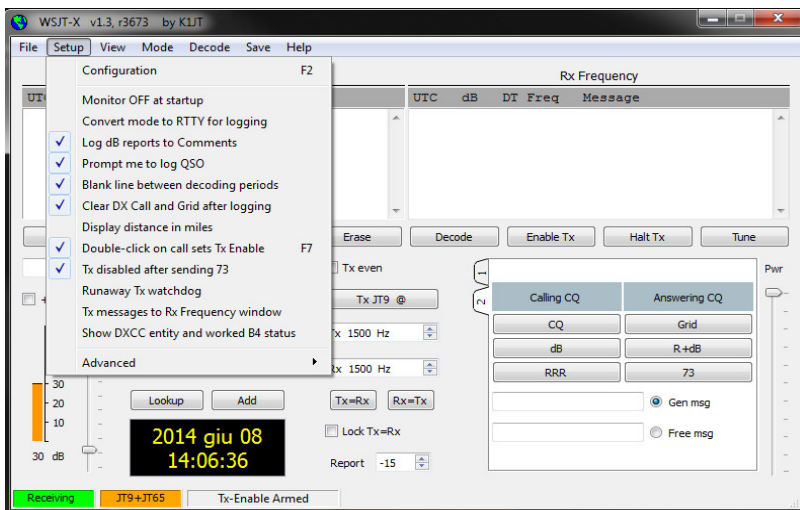 WSJT-X v1.3, r3673 by K1JT
File Setup View Mode Decode Save Help
Configuration F2
Monitor OFF at startup
Convert mode to RTTY for logging
Log dB reports to Comments
Prompt me to log QSO
Blank line between decoding periods
Clear DX Call and Grid after logging
Display distance in miles
Double-click on call sets Tx Enable F7
Tx disabled after sending 73
Runaway Tx watchdog
Tx messages to Rx Frequency window
Show DXCC entity and worked B4 status
Advanced
Rx Frequency
UTC dB DT Freq Message
Erase Decode Enable Tx Halt Tx Tune
Tx even
Tx JT9 @
Tx 1500 Hz
Rx 1500 Hz
Tx=Rx Rx=Tx
Lock Tx=Rx
Report -15
1
2
Calling CQ Answering CQ
CQ Grid
dB R+dB
RRR 73
Gen msg
Free msg
Pwr
30
20
10
30 dB
Lookup Add
2014 giu 08
14:06:36
Receiving JT9+JT65 Tx-Enable Armed